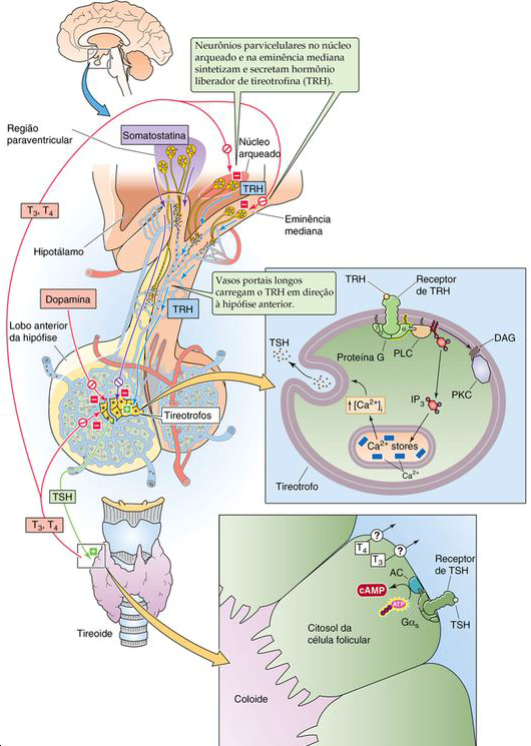 Neurônios parvicelulares no núcleo
arqueado e na eminência mediana
sintetizam e secretam hormônio
liberador de tireotrofina (TRH).
Região
paraventricular
Somatostatina
Núcleo
arqueado
TRH
T3, T4
Eminência
mediana
Hipotálamo
Vasos portais longos
carregam o TRH em direção
à hipófise anterior.
Dopamina
TRH
Lobo anterior
da hipófise
Tireotrofos
TSH
T3, T4
Tireoide
TRH
Receptor
de TRH
DAG
TSH
Proteína G
PLC
PKC
IP3
↑ [Ca2+]i
Ca2+ stores
Ca2+
Tireotrofo
?
T4
?
T3
Receptor
de TSH
AC
cAMP
ATP
Gαs
TSH
Citosol da
célula folicular
Coloide